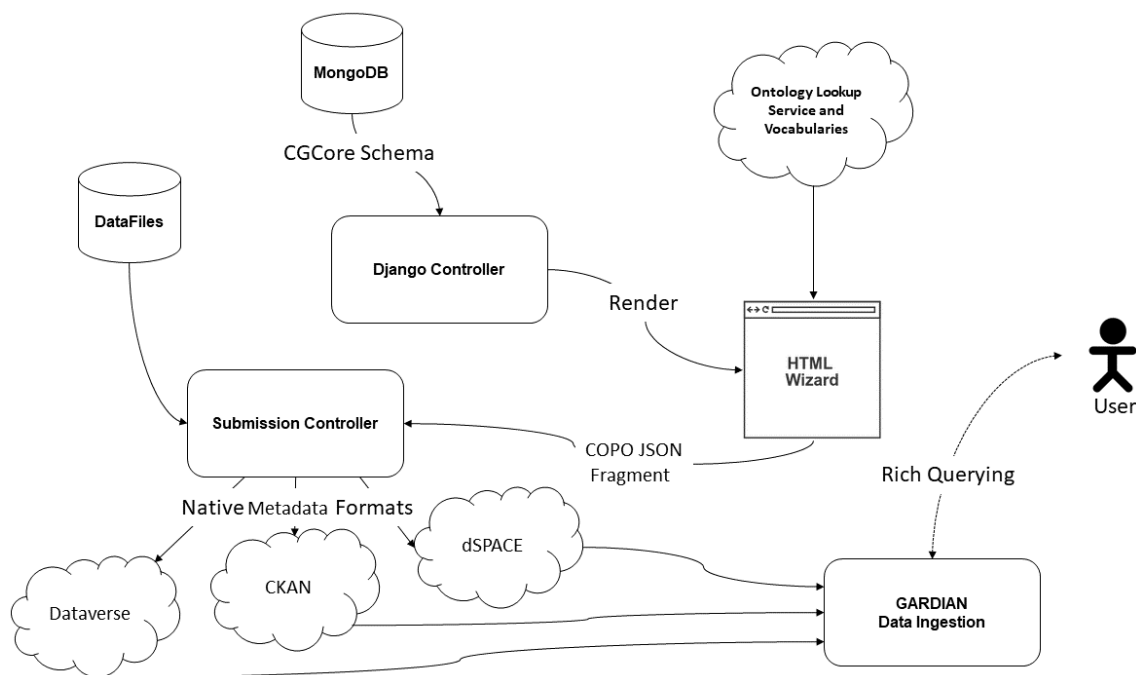 MongoDB
Ontology Lookup
Service and
Vocabularies
CGCore Schema
DataFiles
Django Controller
Render
HTML
Wizard
User
Submission Controller
COPO JSON
Fragment
Rich Querying
Native Metadata Formats
dSPACE
CKAN
Dataverse
GARDIAN
Data Ingestion